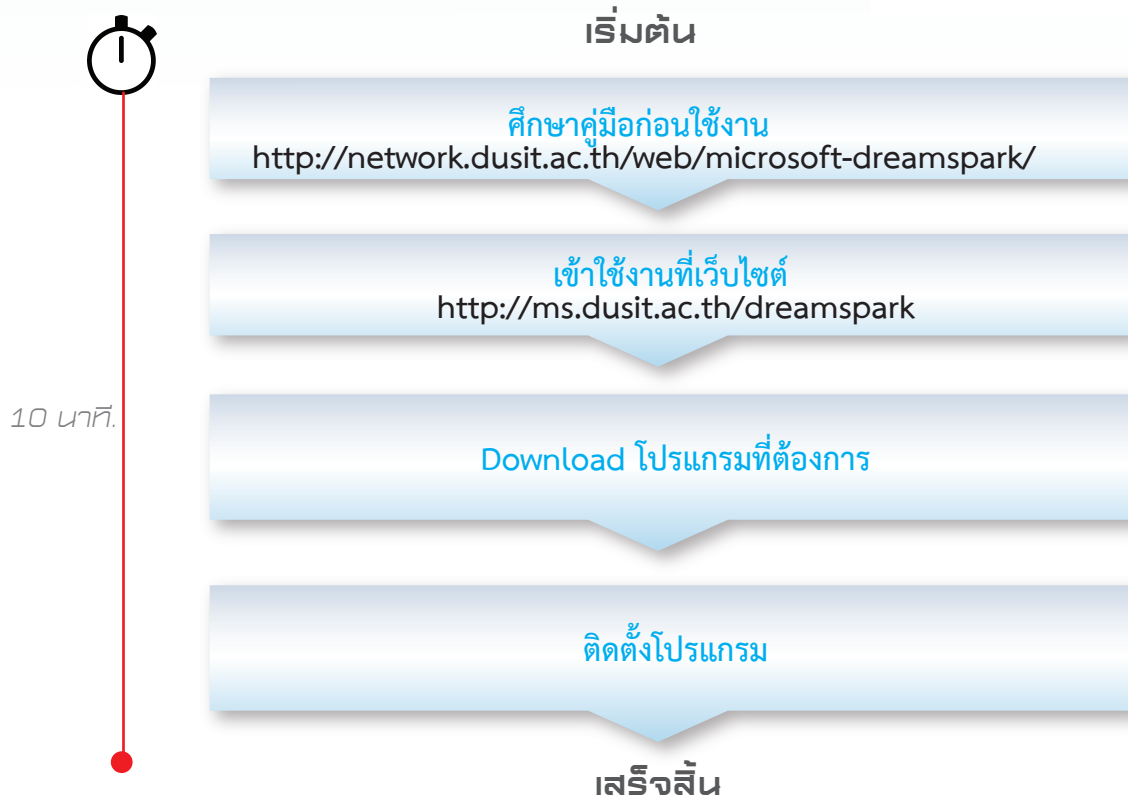 เริ่มต้น
ศึกษาคู่มือก่อนใช้งาน
http://network.dusit.ac.th/web/microsoft-dreamspark/
เข้าใช้งานที่เว็บไซต์
http://ms.dusit.ac.th/dreamspark
10 นาที.
Download โปรแกรมที่ต้องการ
ติดตั้งโปรแกรม
เสร็จสิ้น